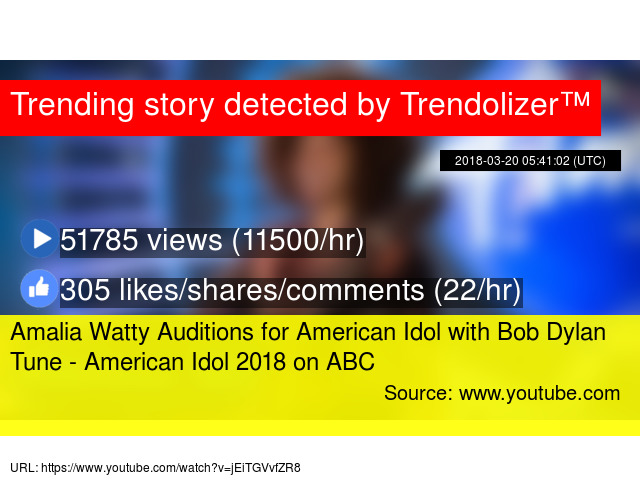 Trending story detected by Trendolizer™
2018-03-20 05:41:02 (UTC)
51785 views (11500/hr)
305 likes/shares/comments (22/hr)
Amalia Watty Auditions for American Idol with Bob Dylan
Tune - American Idol 2018 on ABC
Source: www.youtube.com
URL: https://www.youtube.com/watch?v=jEiTGVvfZR8